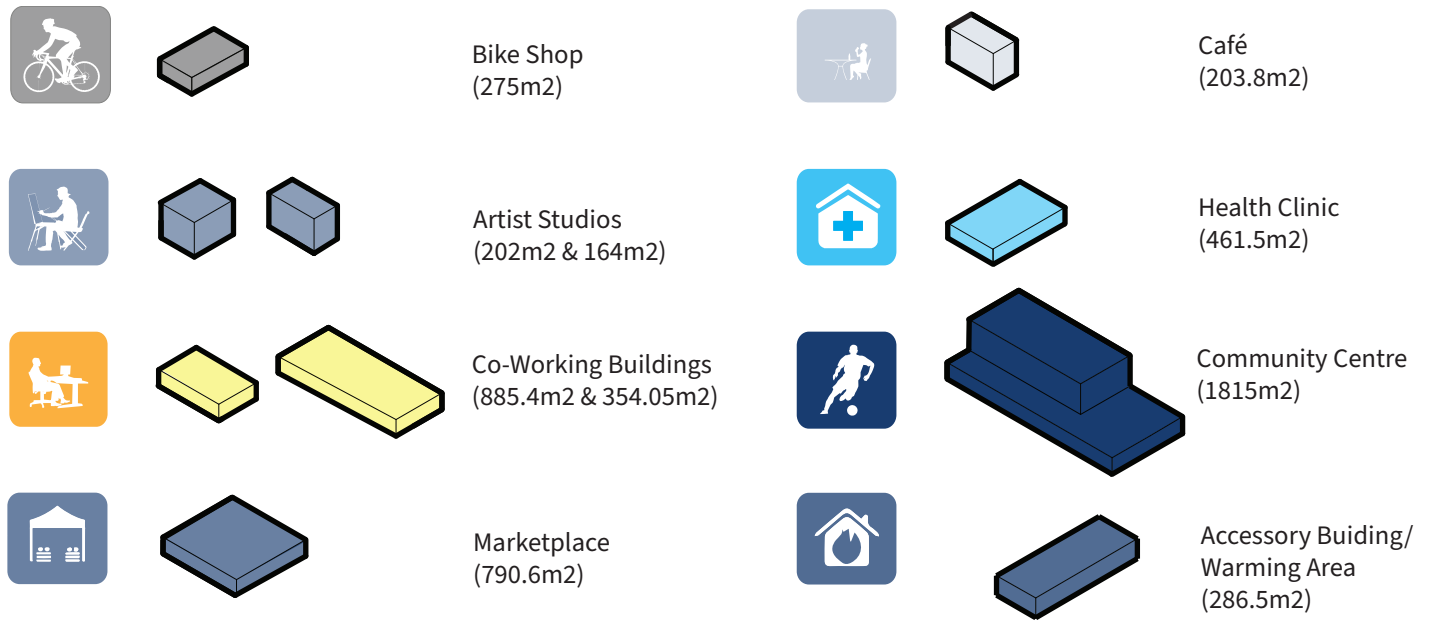 Bike Shop
(275m2)
Café
(203.8m2)
Artist Studios
(202m2 & 164m2)
Health Clinic
(461.5m2)
Co-Working Buildings
(885.4m2 & 354.05m2)
Community Centre
(1815m2)
Marketplace
(790.6m2)
Accessory Buiding/
Warming Area
(286.5m2)